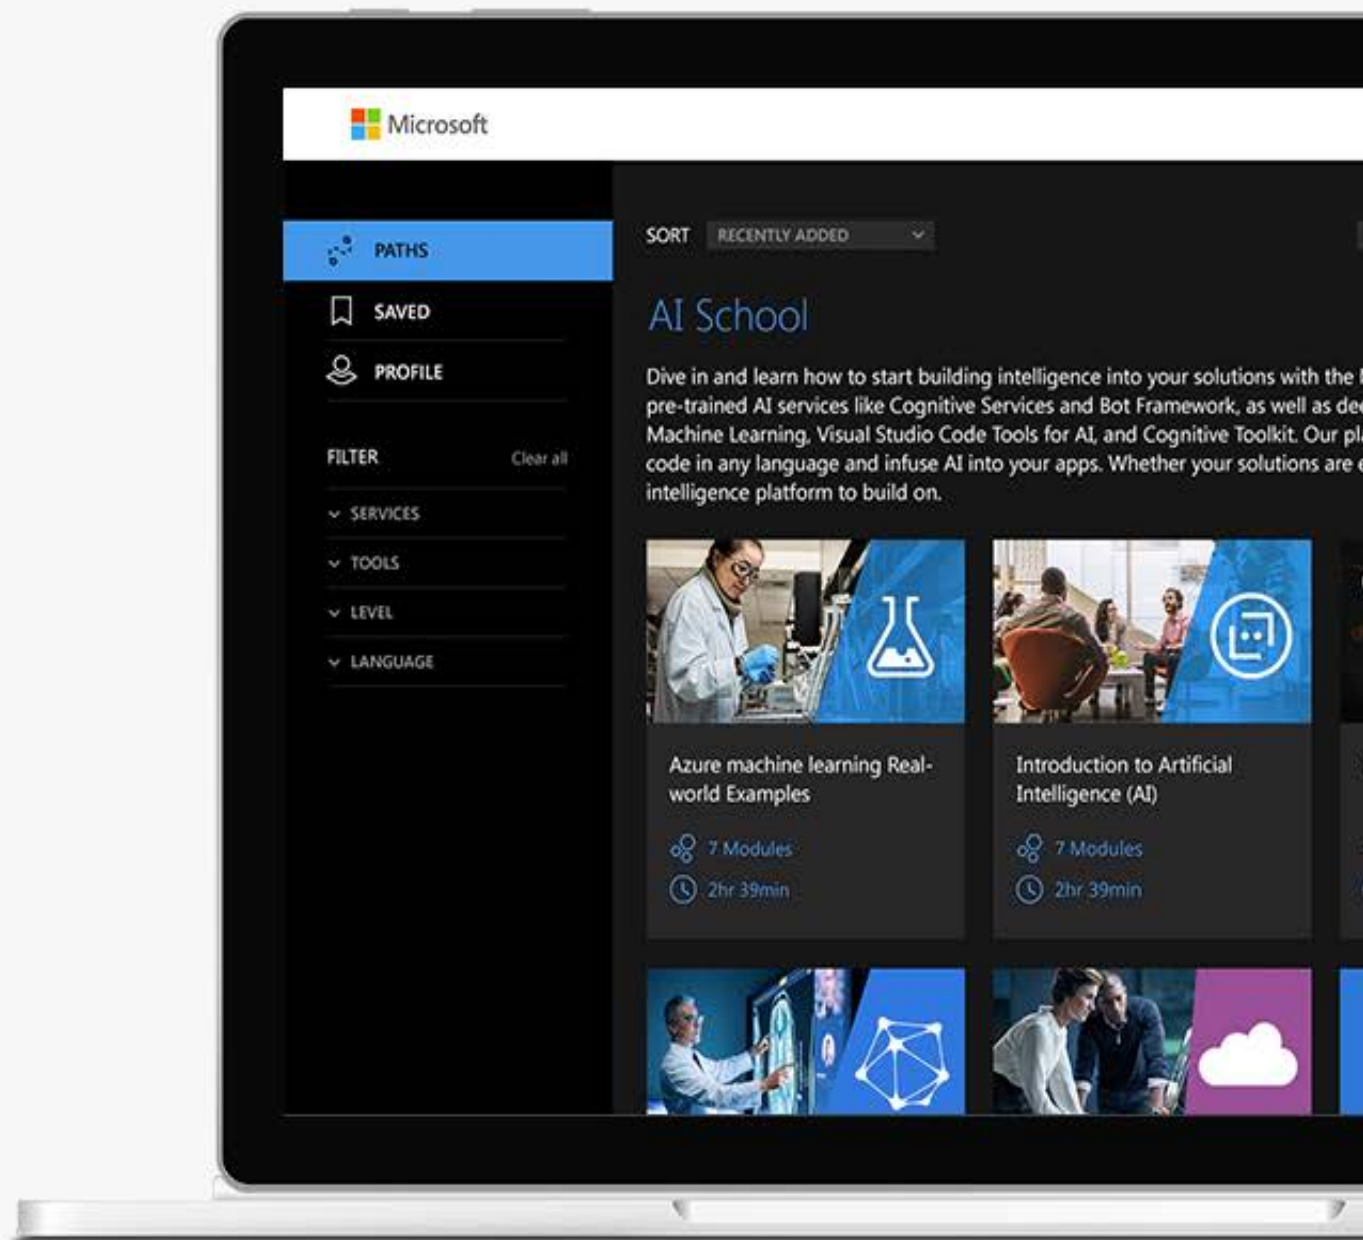 Microsoft
PATHS
SAVED
PROFILE
FILTER Clear all
SERVICES
TOOLS
LEVEL
LANGUAGE
SORT RECENTLY ADDED
AI School
Dive in and learn how to start building intelligence into your solutions with the
pre-trained AI services like Cognitive Services and Bot Framework, as well as
Machine Learning, Visual Studio Code Tools for AI, and Cognitive Toolkit. Our
code in any language and infuse AI into your apps. Whether your solutions are
intelligence platform to build on.
Azure machine learning Real-
world Examples
7 Modules
2hr 39min
Introduction to Artificial
Intelligence (AI)
7 Modules
2hr 39min